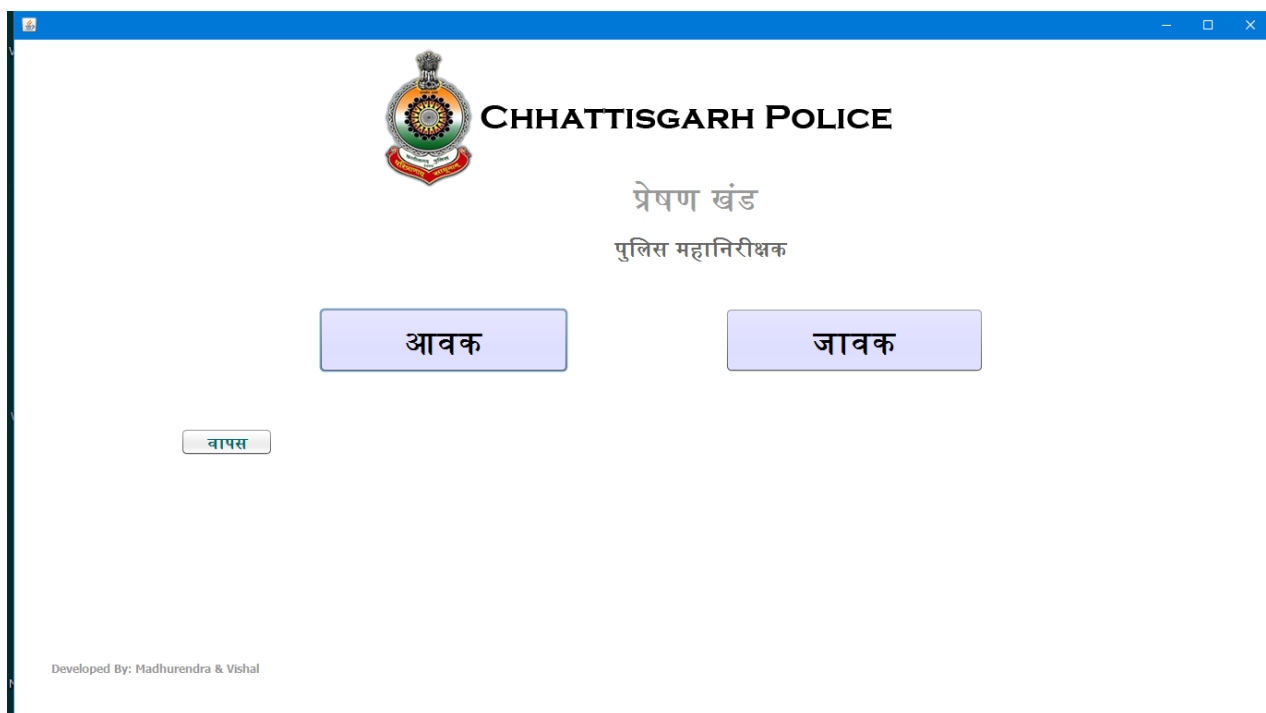 CHHATTISGARH POLICE
प्रेषण खंड
पुलिस महानिरीक्षक
आवक
जावक
वापस
Developed By: Madhurendra & Vishal